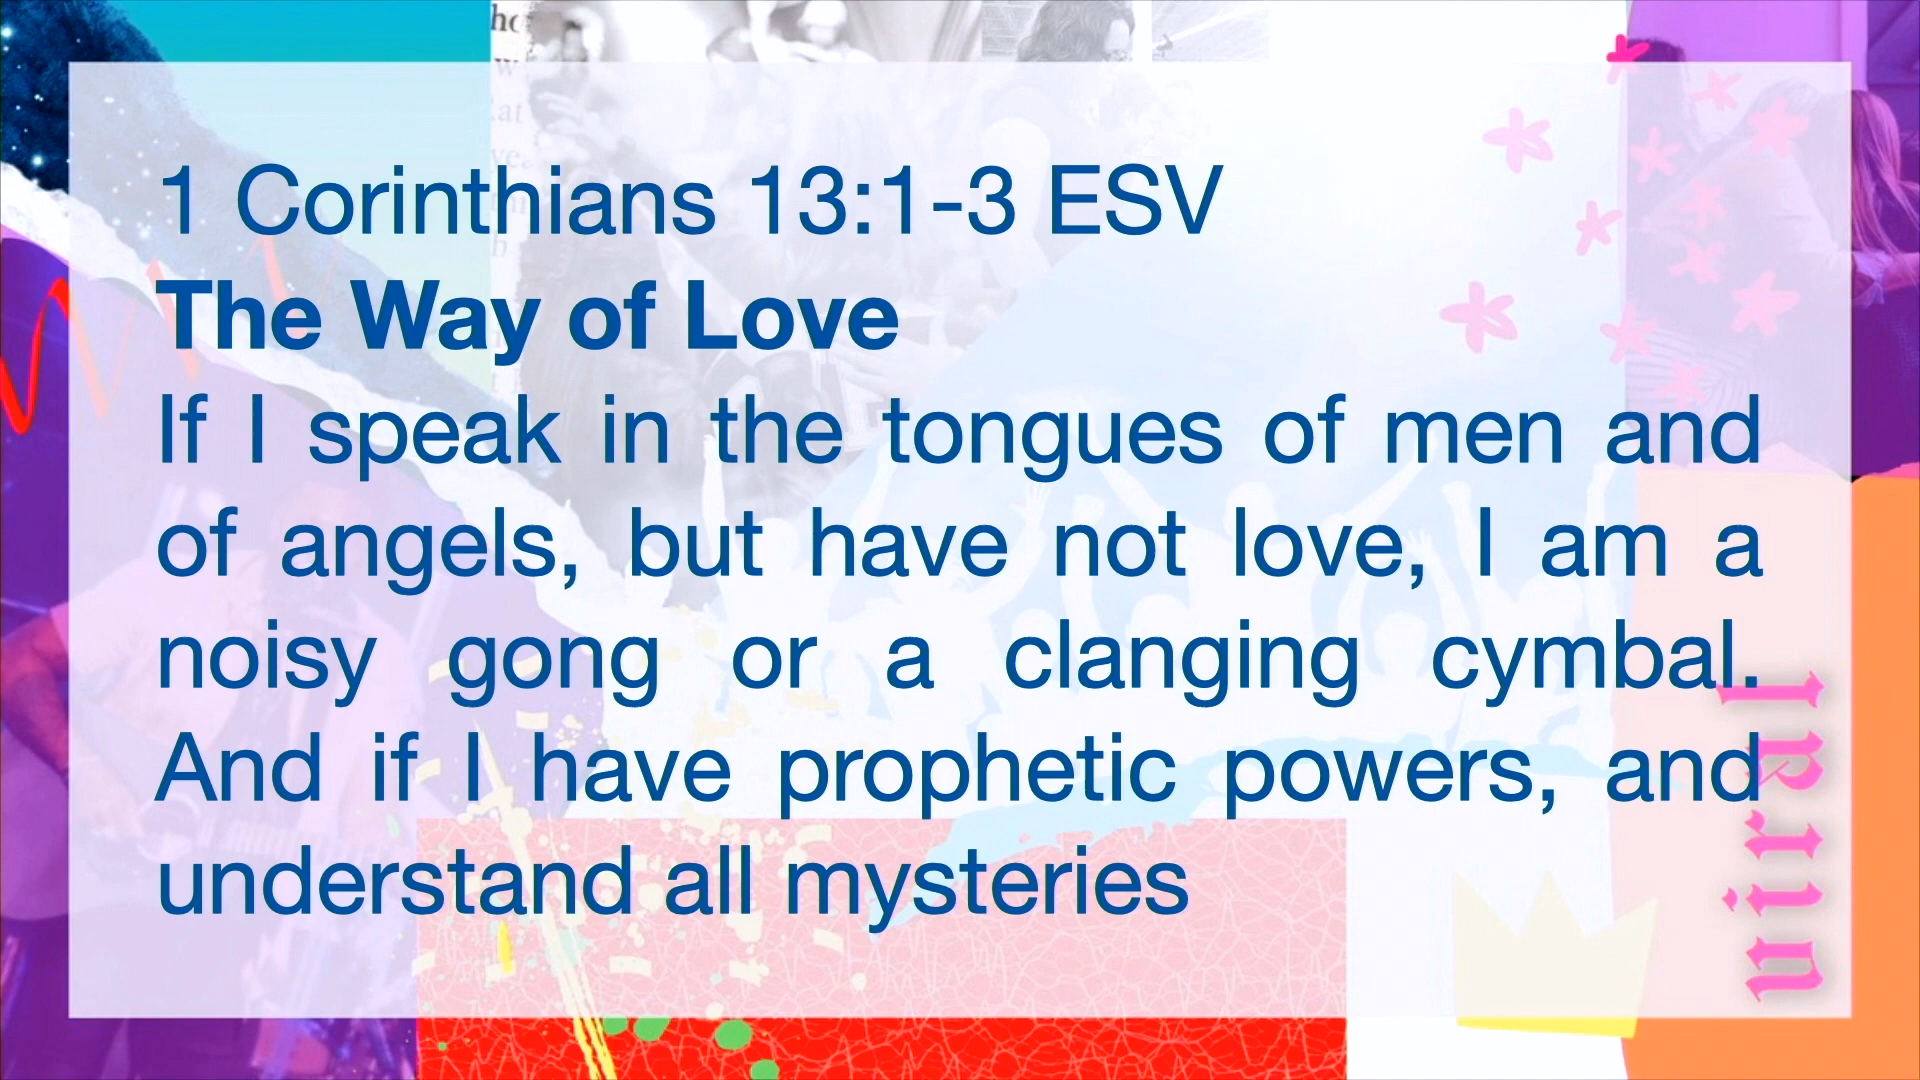 1 Corinthians 13:1-3 ESV
The Way of Love
If I speak in the tongues of men and
of angels, but have not love, I am a
noisy gong or a clanging cymbal.
And if I have prophetic powers, and
understand all mysteries
viral